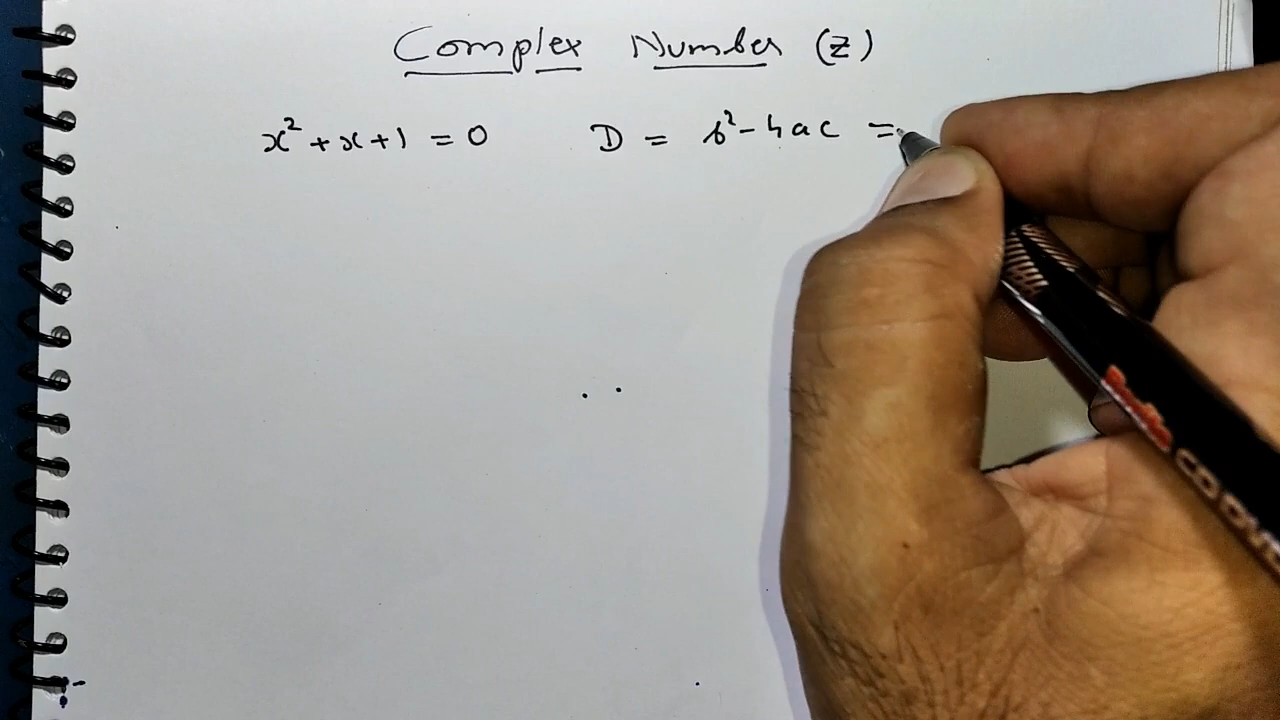 Complex Number (z)
x² + x + 1 = 0 D = b² - 4ac =